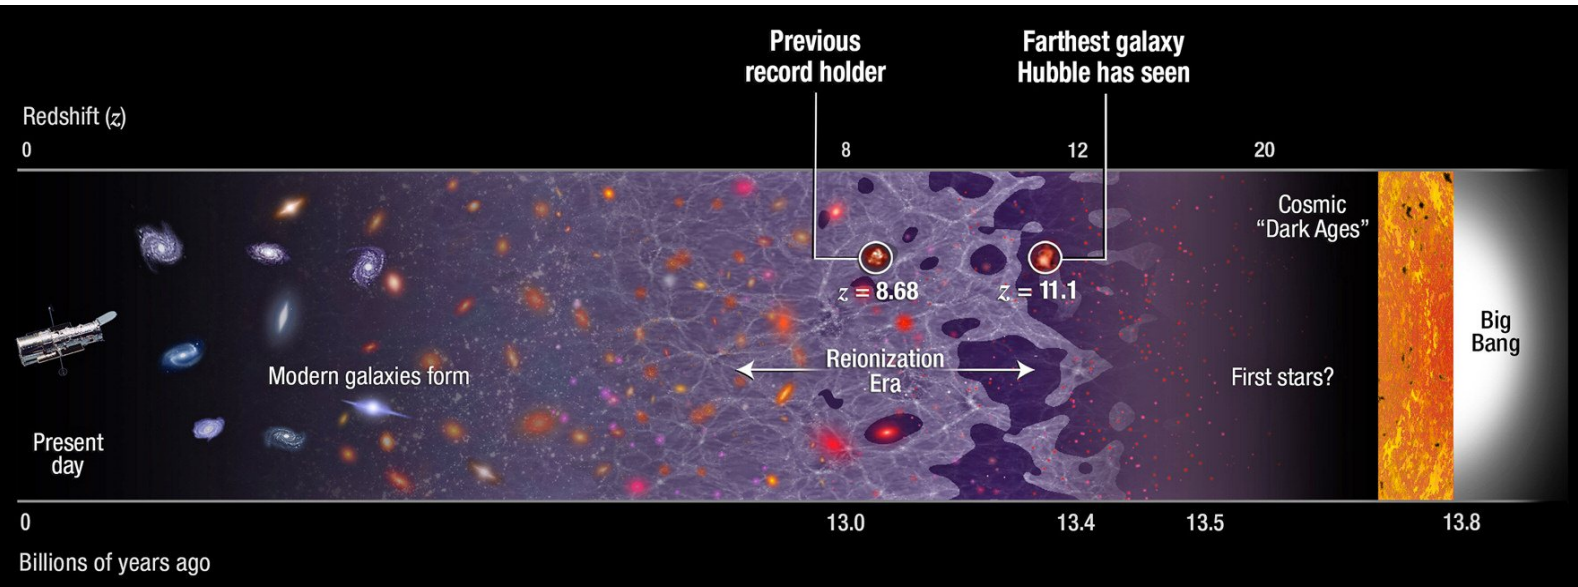 Previous
record holder
Farthest galaxy
Hubble has seen
Redshift (z)
0 8 12 20
Cosmic
“Dark Ages”
z = 8.68 z = 11.1
Big
Bang
Reionization
Era
Modern galaxies form
First stars?
Present
day
0 13.0 13.4 13.5 13.8
Billions of years ago